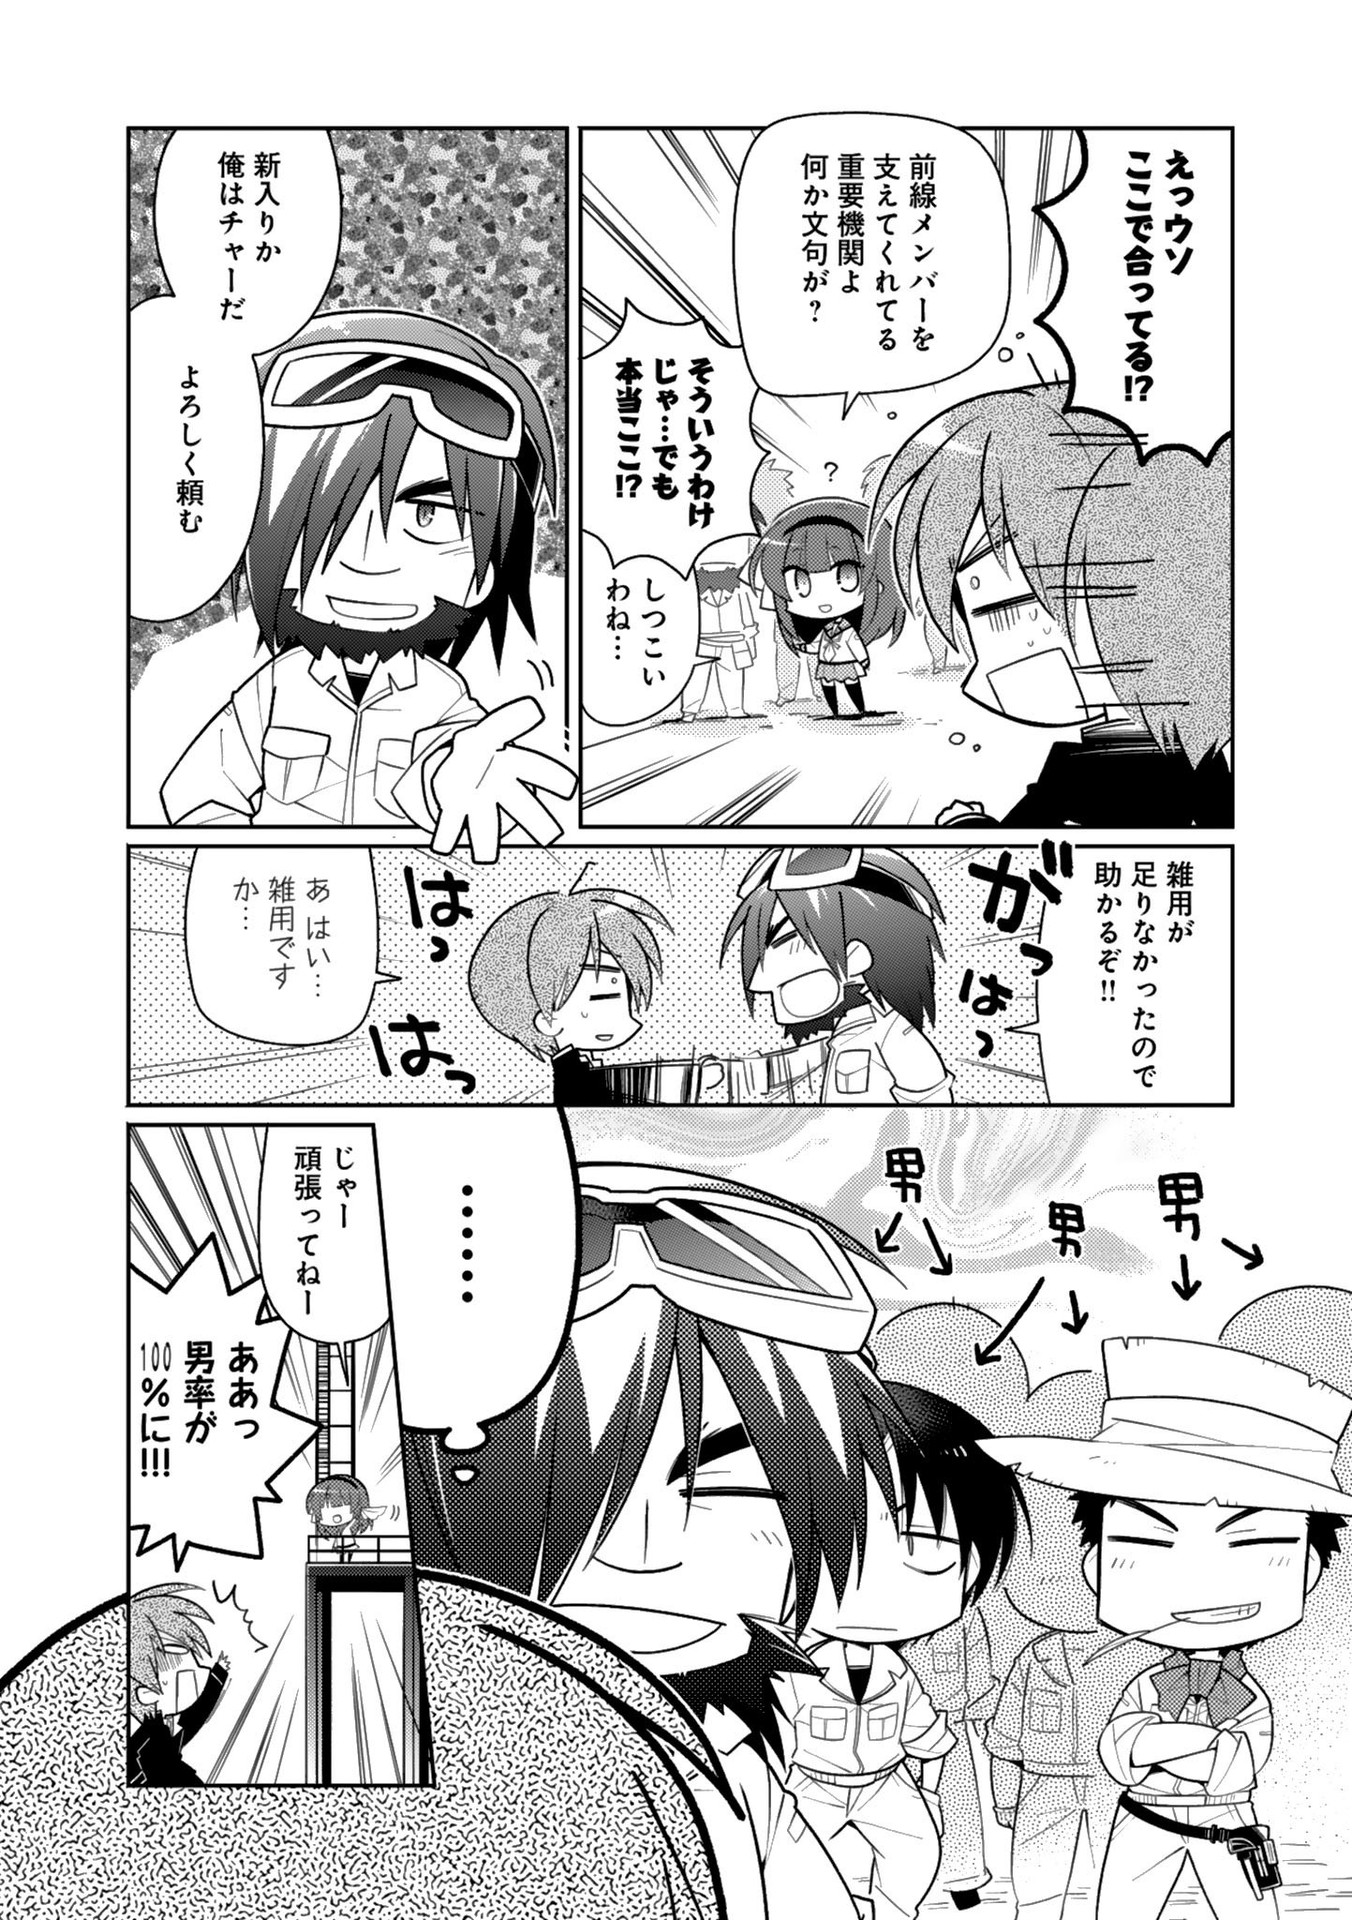 えっウソ
ここで合ってる!?
前線メンバーを
支えてくれてる
重要機関よ
何か文句が?
そういうわけ
じゃ…でも
本当ここ!?
?
しつこい
わね…
新入りか
俺はチャーだ
よろしく頼む
雑用が
足りなかったので
助かるぞ!!
ガっ
はっ
はっ
はっ
あ はい…
雑用です
か…
男
男
男
……
じゃー
頑張ってねー
ああっ
男率が
100%に!!!